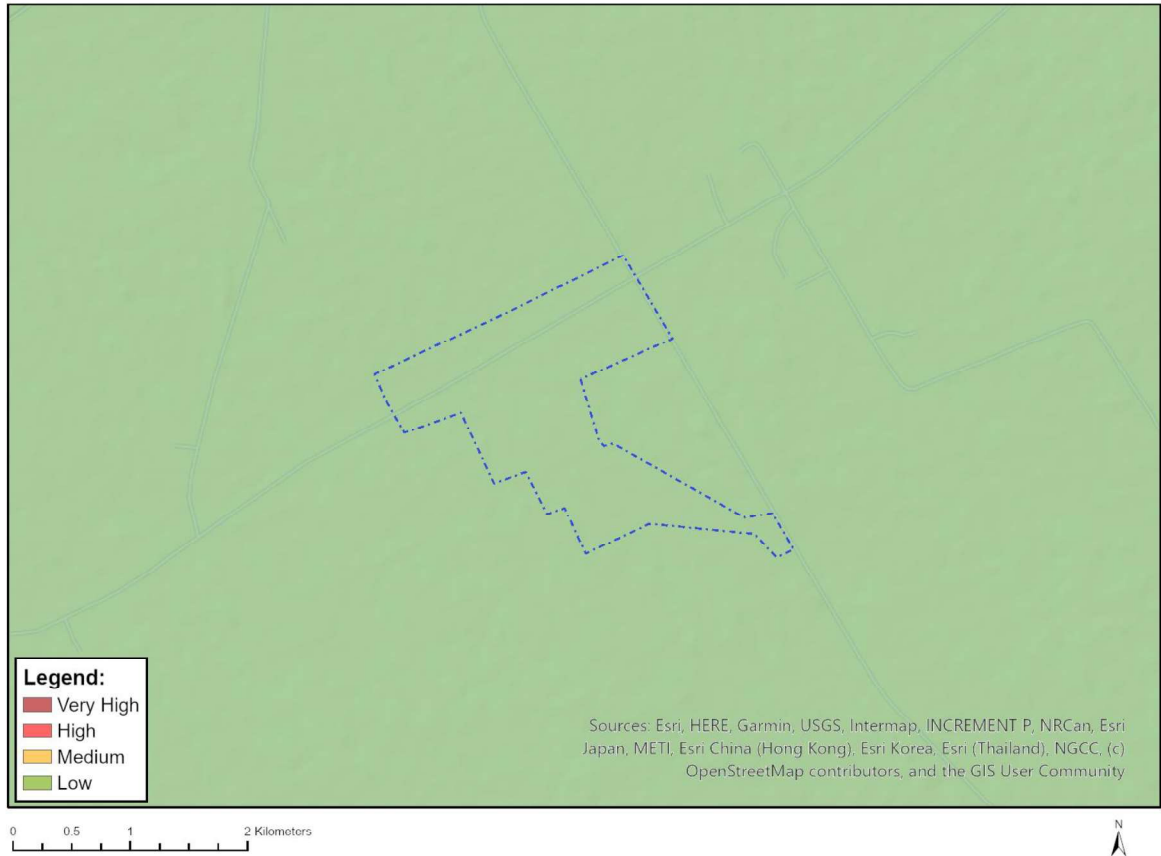 Legend:
Very High
High
Medium
Low
Sources: Esri, HERE, Garmin, USGS, Intermap, INCREMENT P, NRCan, Esri
Japan, METI, Esri China (Hong Kong), Esri Korea, Esri (Thailand), NGCC, (c)
OpenStreetMap contributors, and the GIS User Community
0 0.5 1 2 Kilometers
N